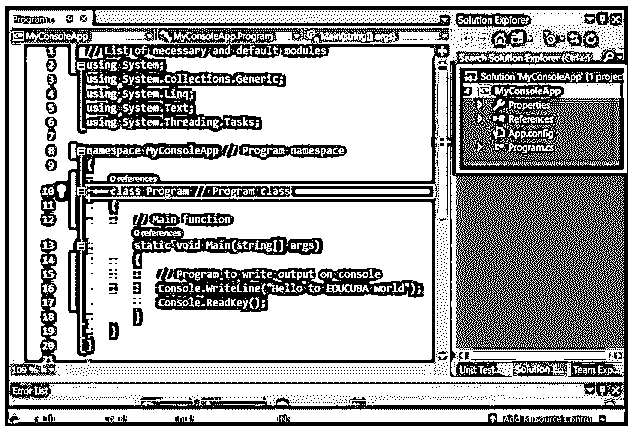 Program.cs
MyConsoleApp
MyConsoleApp.Program
Main(string[] args)
1 /// List of necessary and default modules
2 using System;
3 using System.Collections.Generic;
4 using System.Linq;
5 using System.Text;
6 using System.Threading.Tasks;
7
8 namespace MyConsoleApp // Program namespace
9 {
0 references
10 class Program // Program Class
11 {
12 // Main function
0 references
13 static void Main(string[] args)
14 {
15 //Program to write output on console
16 Console.WriteLine("Hello to EDUCUBA world");
17 Console.ReadKey();
18 }
19 }
20 }
109 %
Error List
Solution Explorer
Search Solution Explorer
Solution 'MyConsoleApp' (1 project
MyConsoleApp
Properties
References
App.config
Program.cs
Unit Test...
Solution E...
Team Exp...